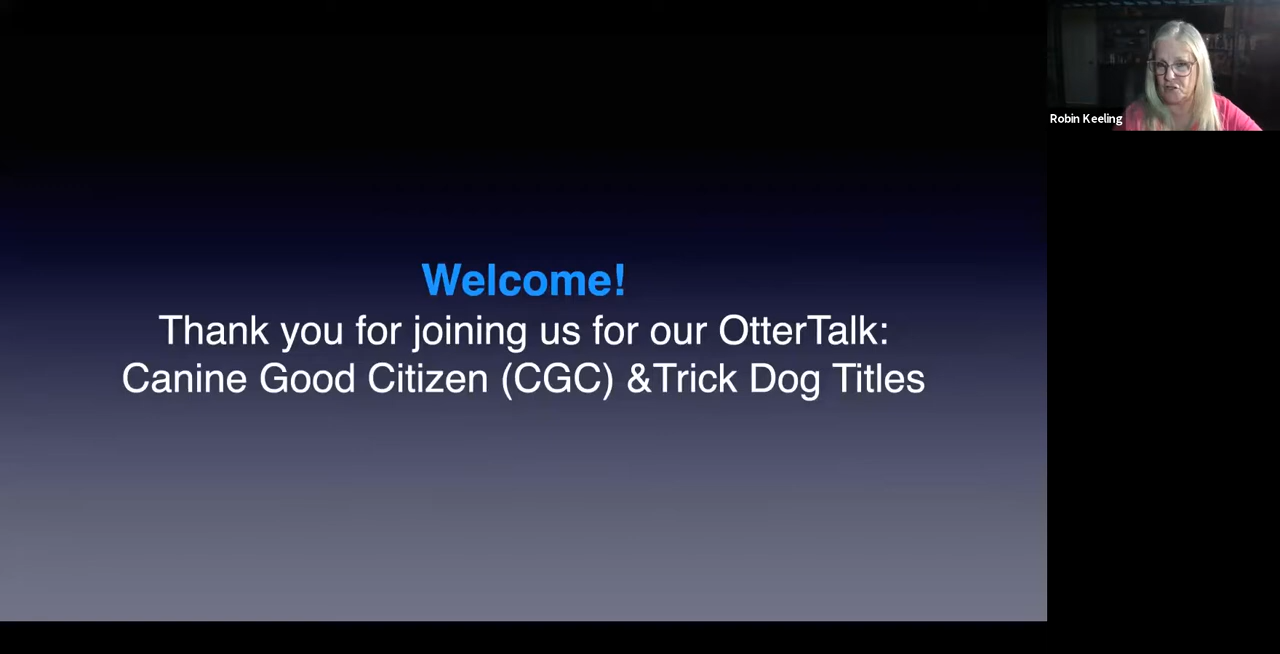 Welcome!
Thank you for joining us for our OtterTalk:
Canine Good Citizen (CGC) &Trick Dog Titles
Robin Keeling